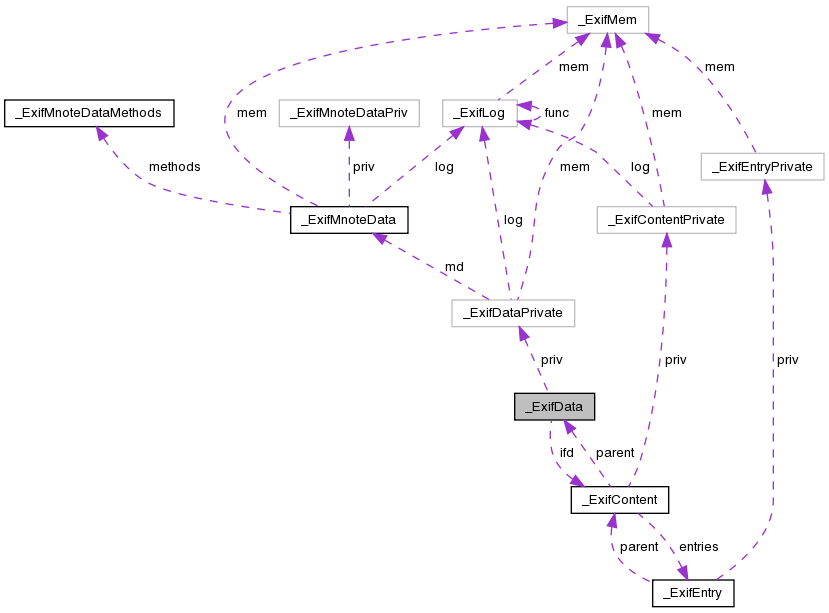 _ExifMem
mem
mem
_ExifMnoteDataMethods
_ExifMnoteDataPriv
_ExifLog
func
mem
mem
methods
priv
log
mem
log
_ExifEntryPrivate
_ExifMnoteData
log
_ExifContentPrivate
md
_ExifDataPrivate
priv
priv
priv
_ExifData
ifd
parent
_ExifContent
parent
entries
_ExifEntry